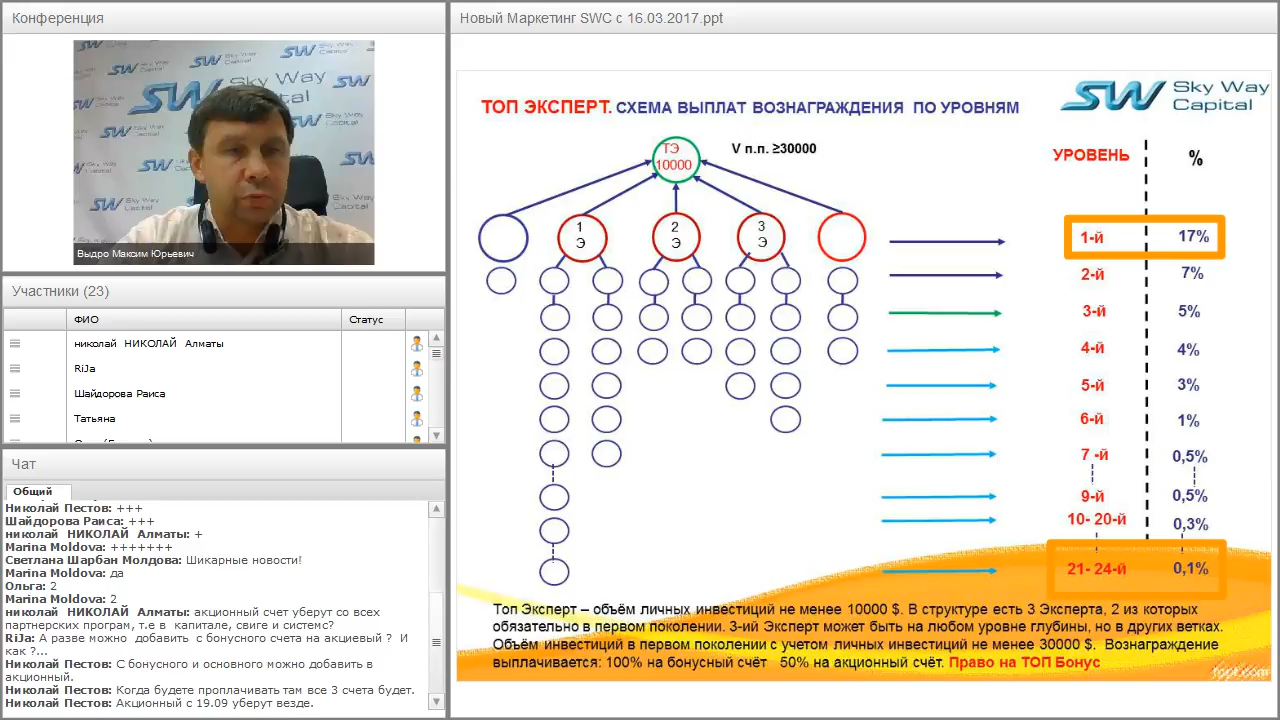 Конференция
SW Sky Way Capital
Sky Way
Capital
Выдро Максим Юрьевич
Участники (23)
ФИО
Статус
николай НИКОЛАЙ Алматы
RiJa
Шайдорова Раиса
Татьяна
Чат
Общий
Николай Пестов: +++
Шайдорова Раиса: +++
николай НИКОЛАЙ Алматы: +
Marina Moldova: +++++++
Светлана Шарбан Молдова: Шикарные новости!
Marina Moldova: да
Ольга: 2
Marina Moldova: 2
николай НИКОЛАЙ Алматы: акционный счет уберут со всех
партнерских програм, т.е в капитале, свиге и системс?
RiJa: А разве можно добавить с бонусного счета на акциевый ? И
как ?...
Николай Пестов: С бонусного и основного можно добавить в
акционный.
Николай Пестов: Когда будете проплачивать там все 3 счета будет.
Николай Пестов: Акционный с 19.09 уберут везде.
Новый Маркетинг SWC с 16.03.2017.ppt
ТОП ЭКСПЕРТ. СХЕМА ВЫПЛАТ ВОЗНАГРАЖДЕНИЯ ПО УРОВНЯМ
SW Sky Way
Capital
ТЭ
10000
V п.п. ≥30000
УРОВЕНЬ %
1
Э
2
Э
3
Э
1-й 17%
2-й 7%
3-й 5%
4-й 4%
5-й 3%
6-й 1%
7 -й 0,5%
9-й 0,5%
10- 20-й 0,3%
21- 24-й 0,1%
Топ Эксперт – объём личных инвестиций не менее 10000 $. В структуре есть 3 Эксперта, 2 из которых
обязательно в первом поколении. 3-ий Эксперт может быть на любом уровне глубины, но в других ветках.
Объём инвестиций в первом поколении с учетом личных инвестиций не менее 30000 $. Вознаграждение
выплачивается: 100% на бонусный счёт 50% на акционный счёт. Право на ТОП Бонус